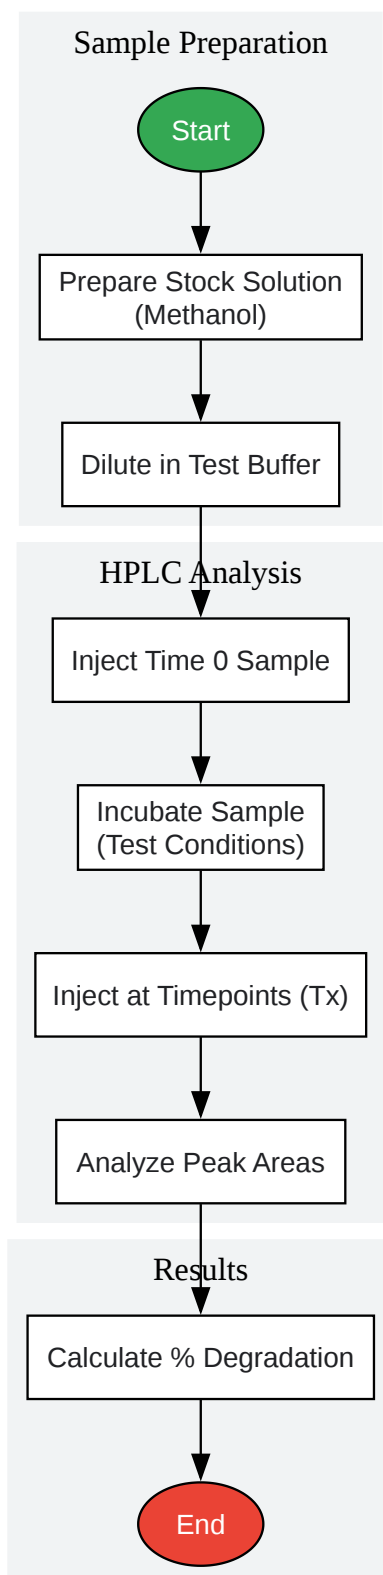 Sample Preparation
Start
Prepare Stock Solution
(Methanol)
Dilute in Test Buffer
HPLC Analysis
Inject Time 0 Sample
Incubate Sample
(Test Conditions)
Inject at Timepoints (Tx)
Analyze Peak Areas
Results
Calculate % Degradation
End